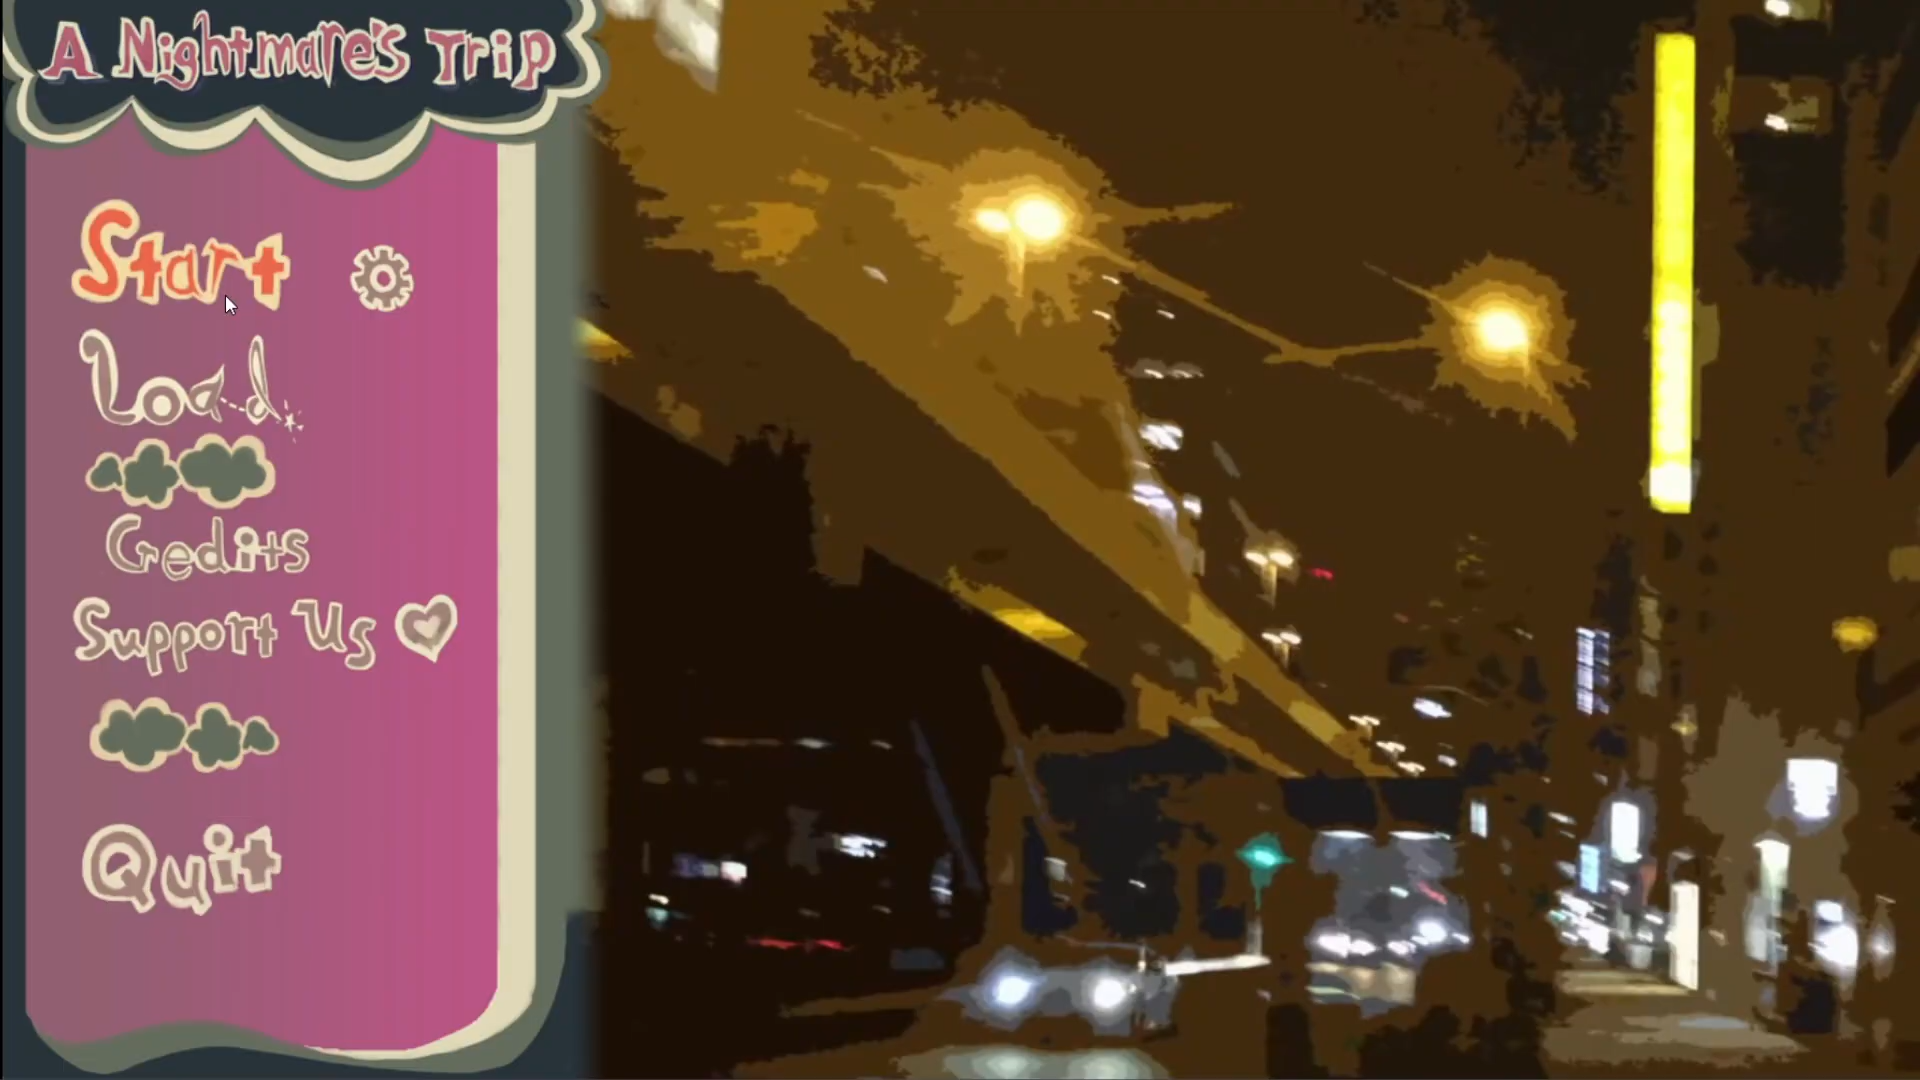 A Nightmare's Trip
Start
Load
Credits
Support Us
Quit